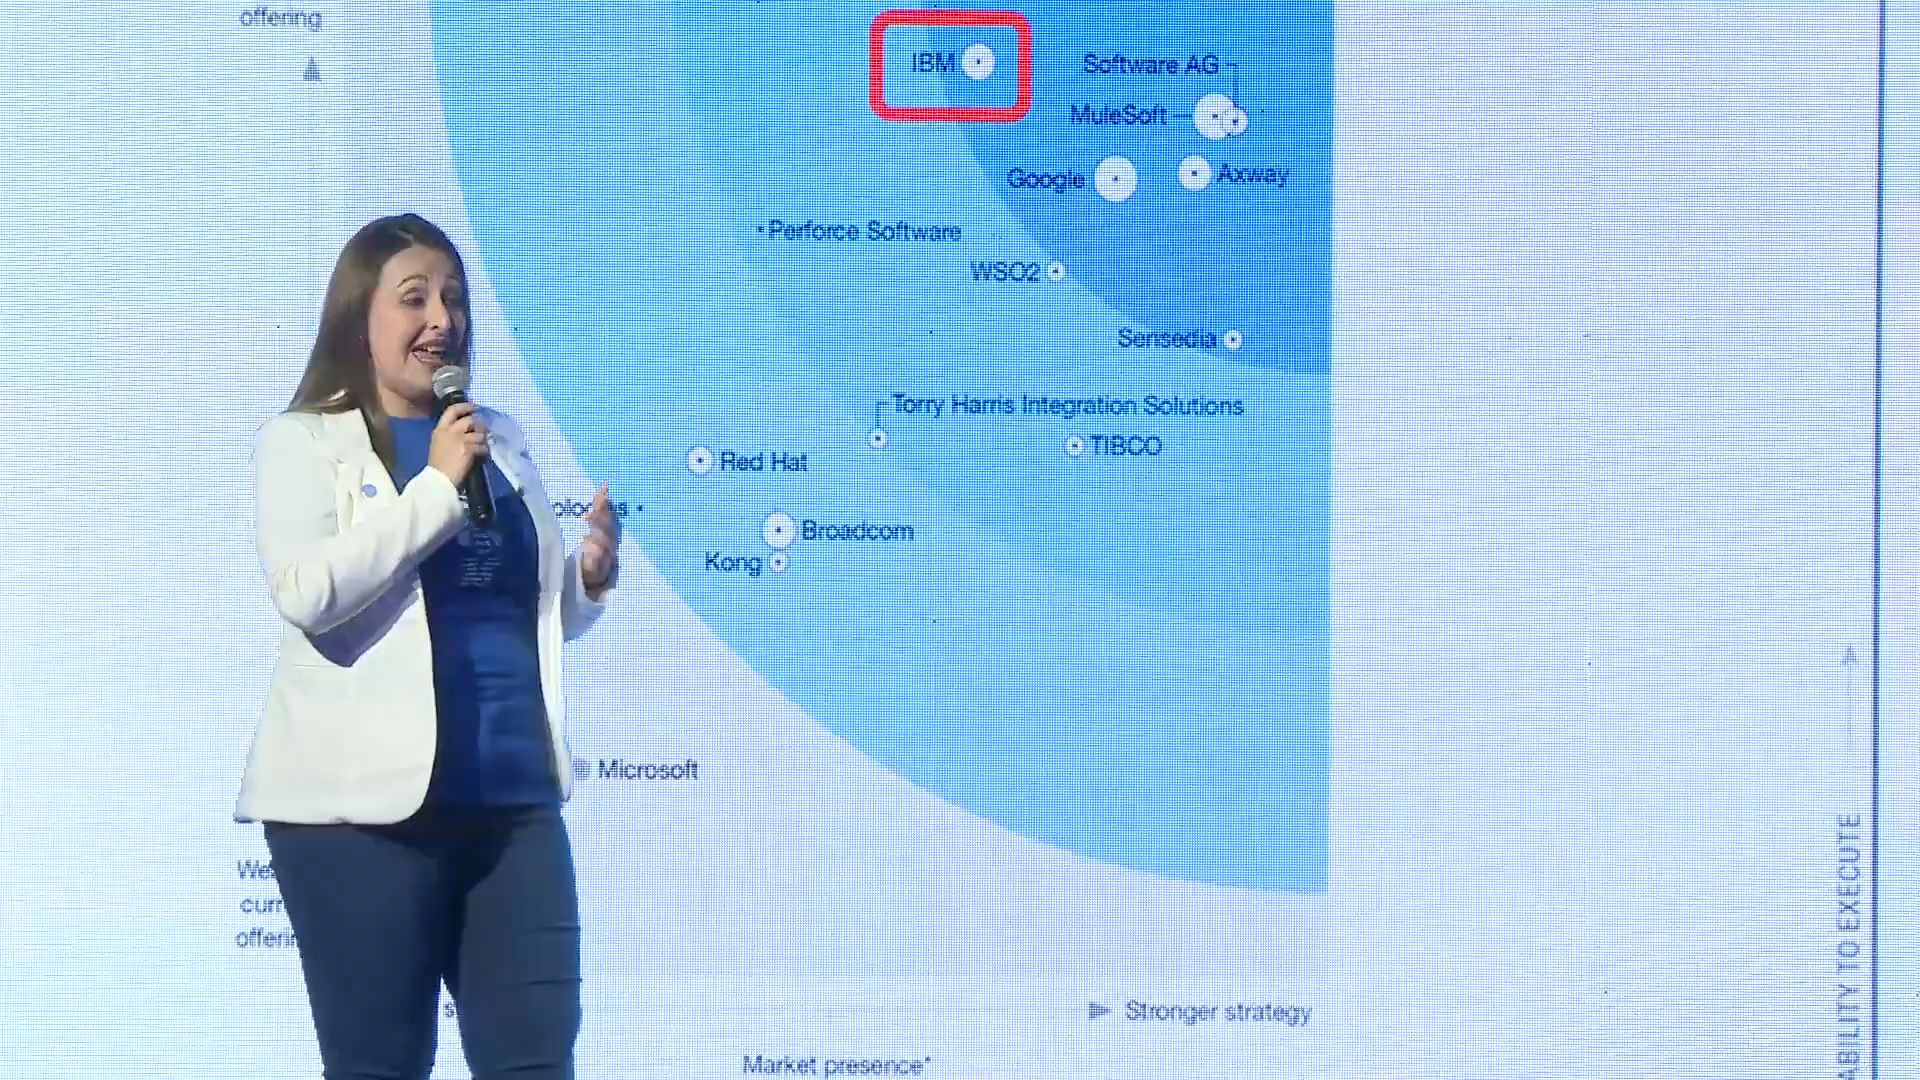 offering
IBM
Software AG
MuleSoft
Google
Axway
Perforce Software
WSO2
Sensedia
Torry Harris Integration Solutions
TIBCO
Red Hat
Broadcom
Kong
Microsoft
Stronger strategy
Market presence*
ABILITY TO EXECUTE